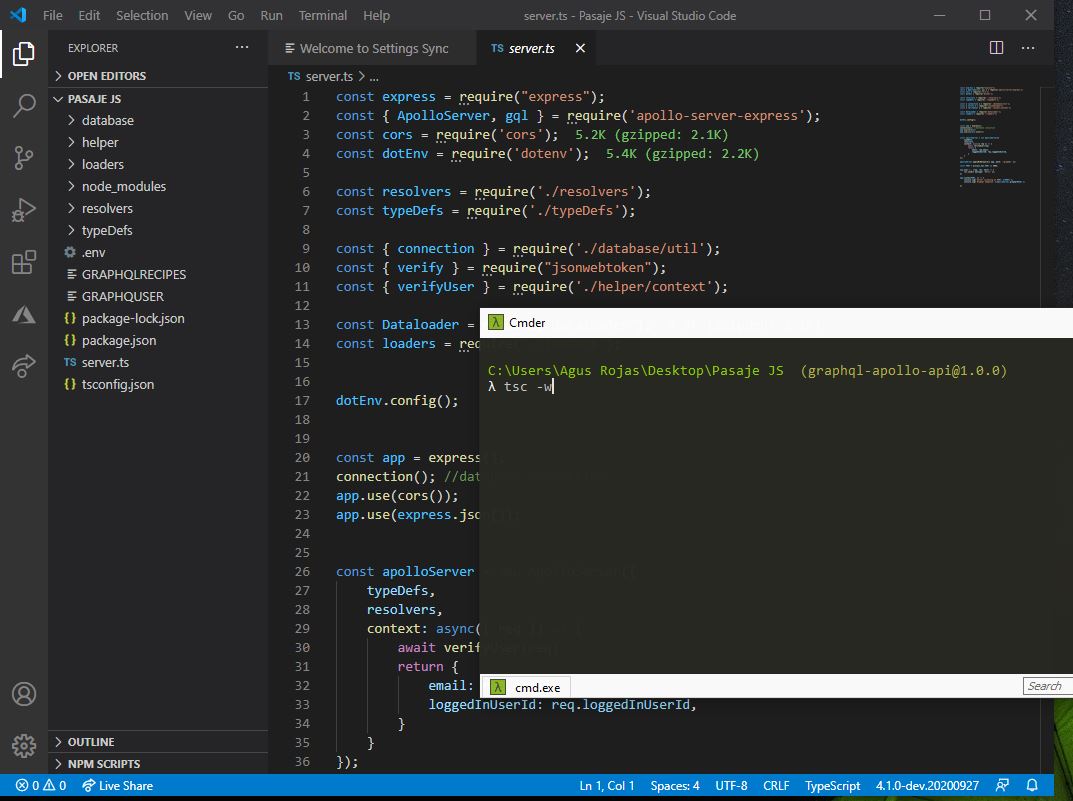 File Edit Selection View Go Run Terminal Help
server.ts - Pasaje JS - Visual Studio Code
EXPLORER
OPEN EDITORS
PASAJE JS
database
helper
loaders
node_modules
resolvers
typeDefs
.env
GRAPHQLRECIPES
GRAPHQUSER
{} package-lock.json
{} package.json
TS server.ts
{} tsconfig.json
OUTLINE
NPM SCRIPTS
Welcome to Settings Sync
TS server.ts
TS server.ts > ...
1 const express = require("express");
2 const { ApolloServer, gql } = require('apollo-server-express');
3 const cors = require('cors'); 5.2K (gzipped: 2.1K)
4 const dotEnv = require('dotenv'); 5.4K (gzipped: 2.2K)
5
6 const resolvers = require('./resolvers');
7 const typeDefs = require('./typeDefs');
8
9 const { connection } = require('./database/util');
10 const { verify } = require("jsonwebtoken");
11 const { verifyUser } = require('./helper/context');
12
13 const Dataloader =
14 const loaders = req
15
16
17 dotEnv.config();
18
19
20 const app = express
21 connection(); //dat
22 app.use(cors());
23 app.use(express.jso
24
25
26 const apolloServer
27 typeDefs,
28 resolvers,
29 context: async(
30 await verif
31 return {
32 email:
33 loggedInUserId: req.loggedInUserId,
34 }
35 }
36 });
λ Cmder
C:\Users\Agus Rojas\Desktop\Pasaje JS (graphql-apollo-api@1.0.0)
λ tsc -w
λ cmd.exe
Search
0 0 Live Share
Ln 1, Col 1 Spaces: 4 UTF-8 CRLF TypeScript 4.1.0-dev.20200927